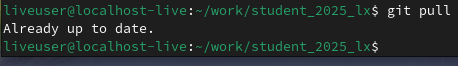 liveuser@localhost-live:~/work/student_2025_lx$ git pull
Already up to date.
liveuser@localhost-live:~/work/student_2025_lx$